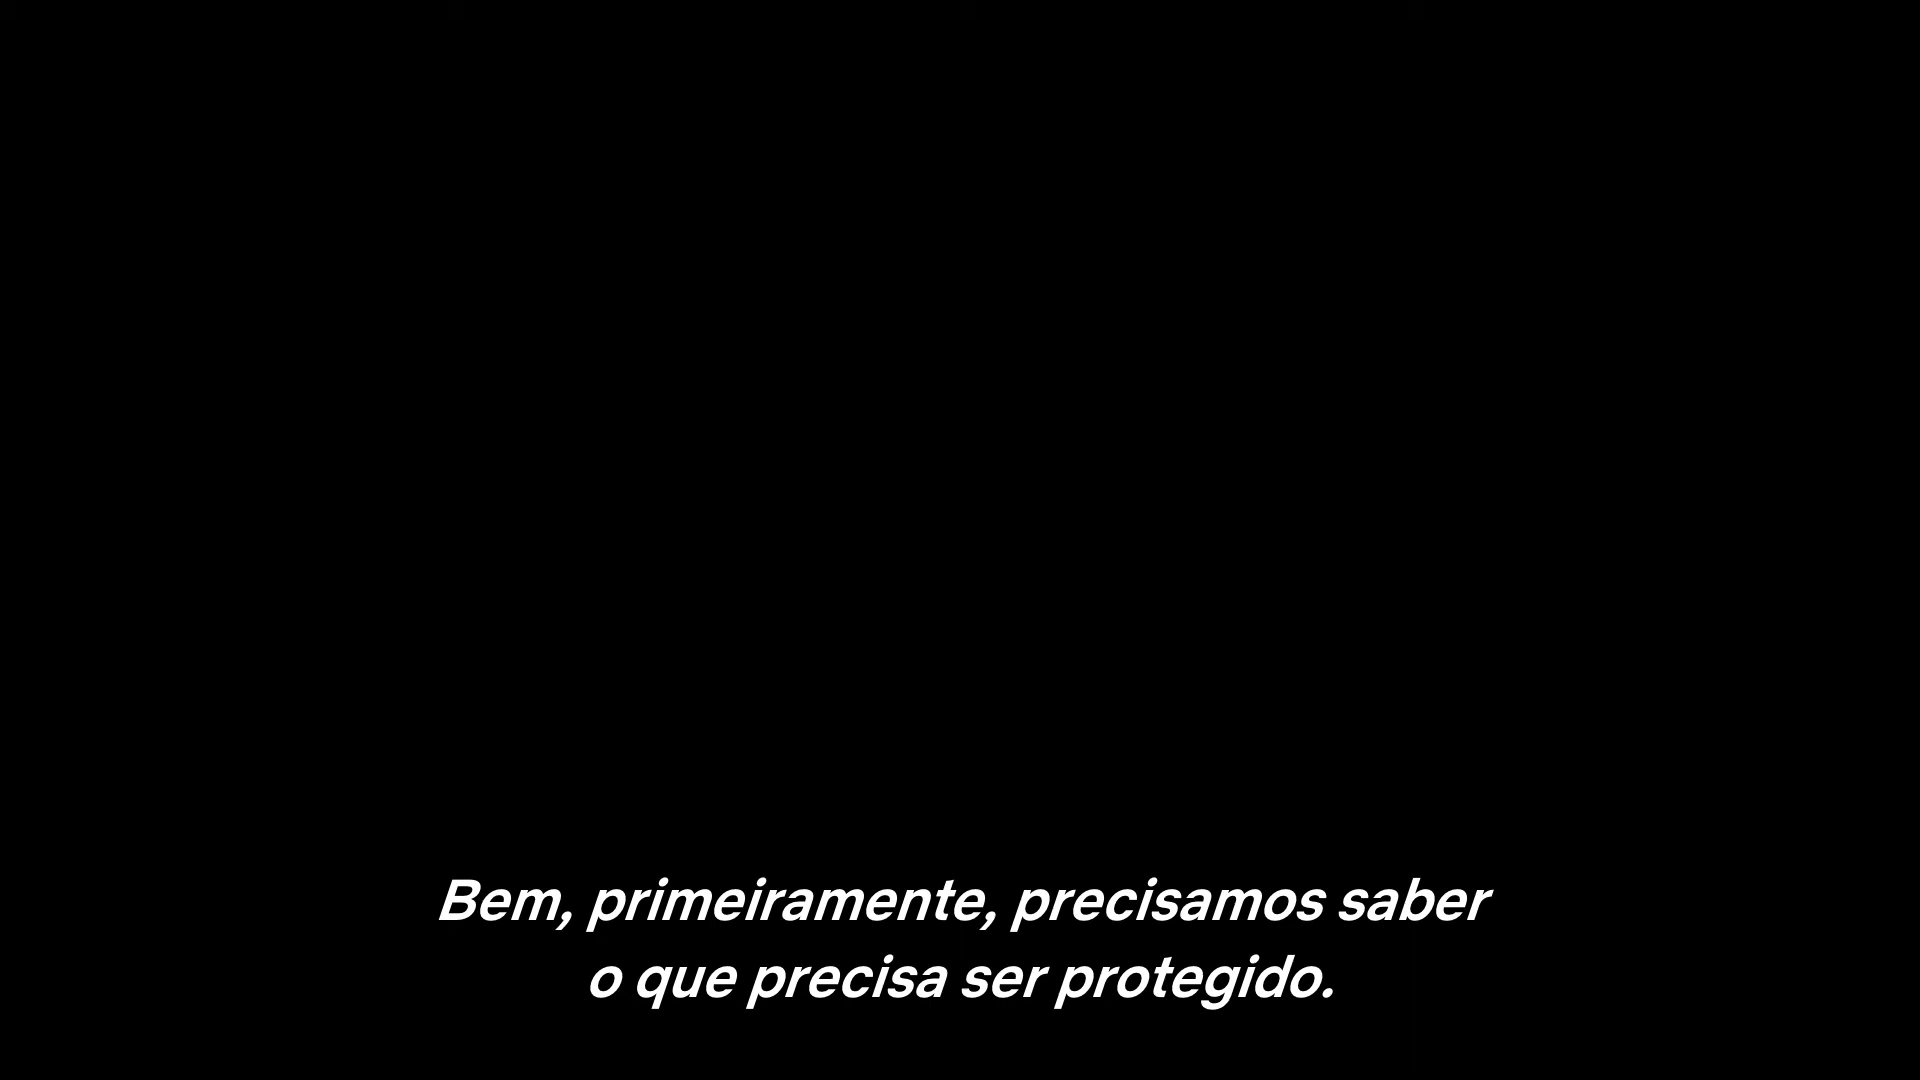 Bem, primeiramente, precisamos saber
o que precisa ser protegido.